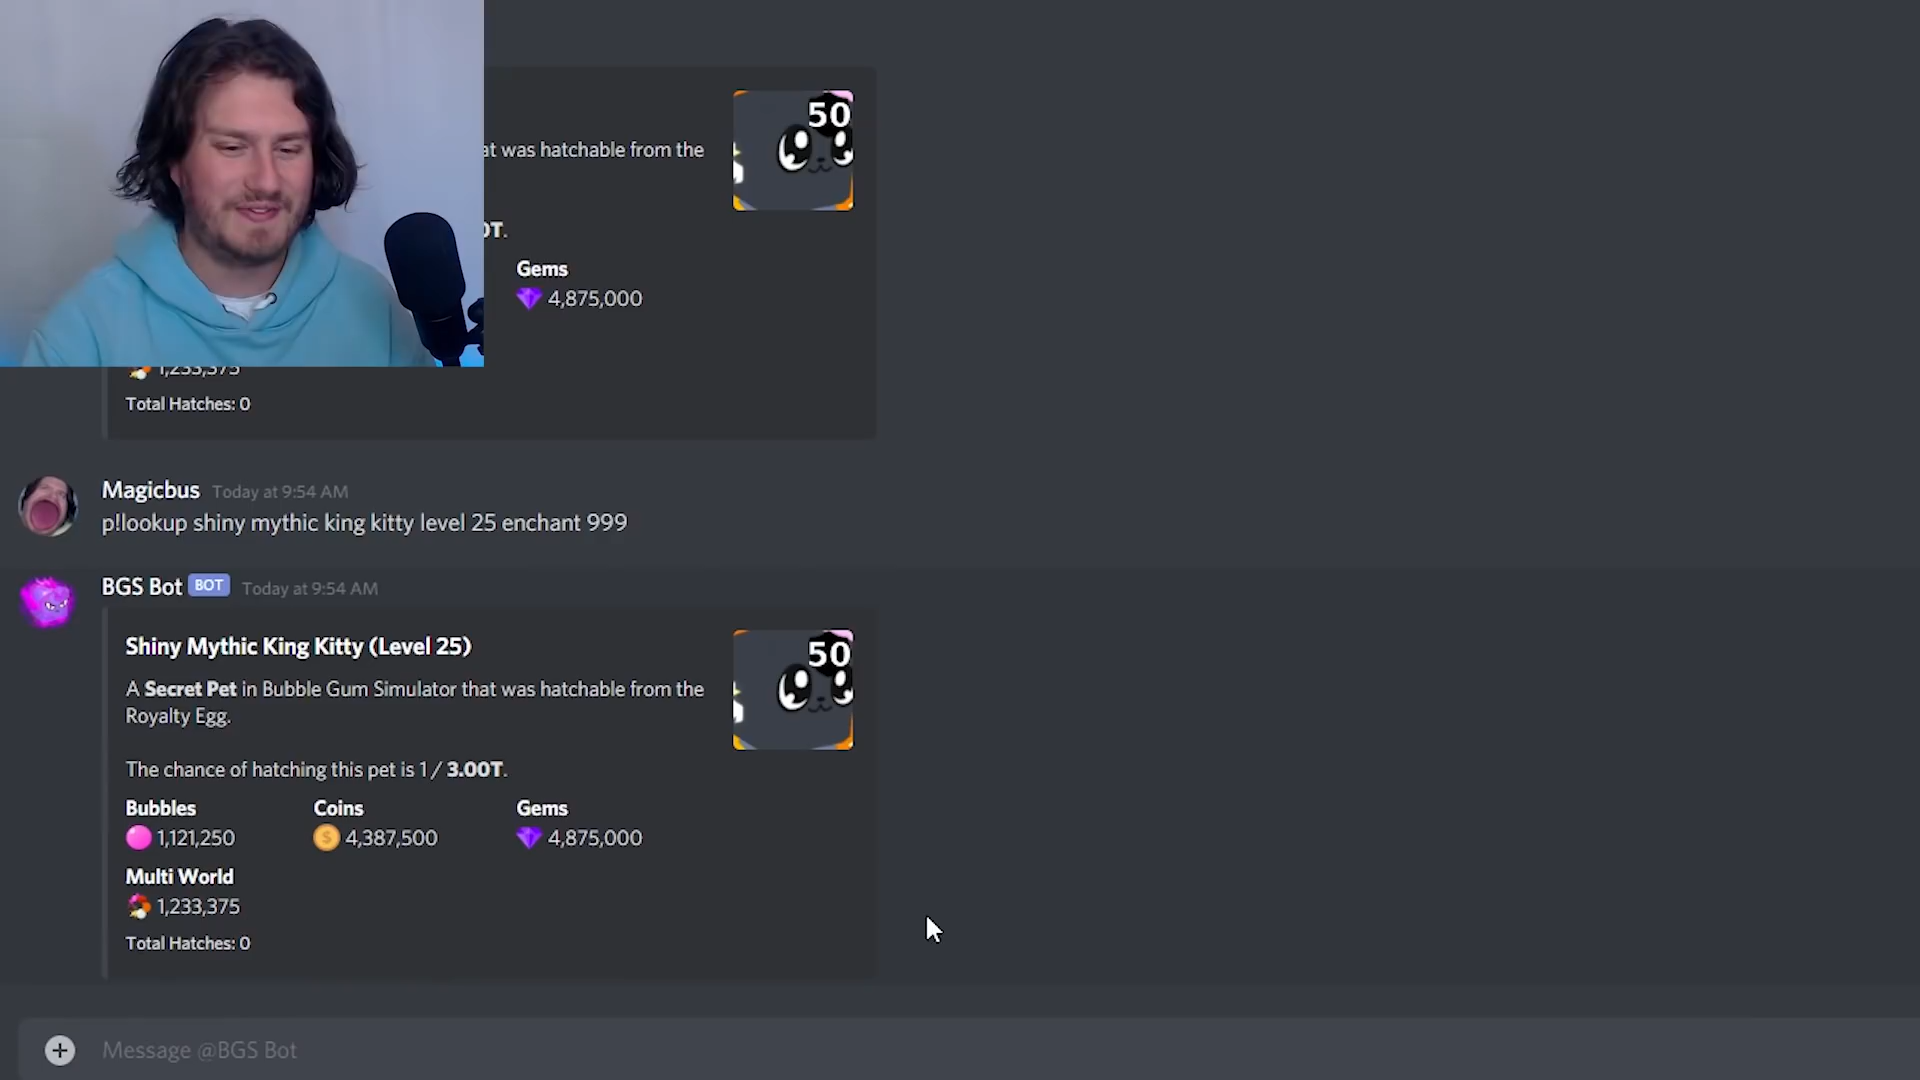 50
at was hatchable from the
OT.
Gems
4,875,000
1,233,375
Total Hatches: 0
Magicbus Today at 9:54 AM
p!lookup shiny mythic king kitty level 25 enchant 999
BGS Bot BOT Today at 9:54 AM
Shiny Mythic King Kitty (Level 25)
50
A Secret Pet in Bubble Gum Simulator that was hatchable from the
Royalty Egg.
The chance of hatching this pet is 1 / 3.00T.
Bubbles Coins Gems
1,121,250 4,387,500 4,875,000
Multi World
1,233,375
Total Hatches: 0
Message @BGS Bot